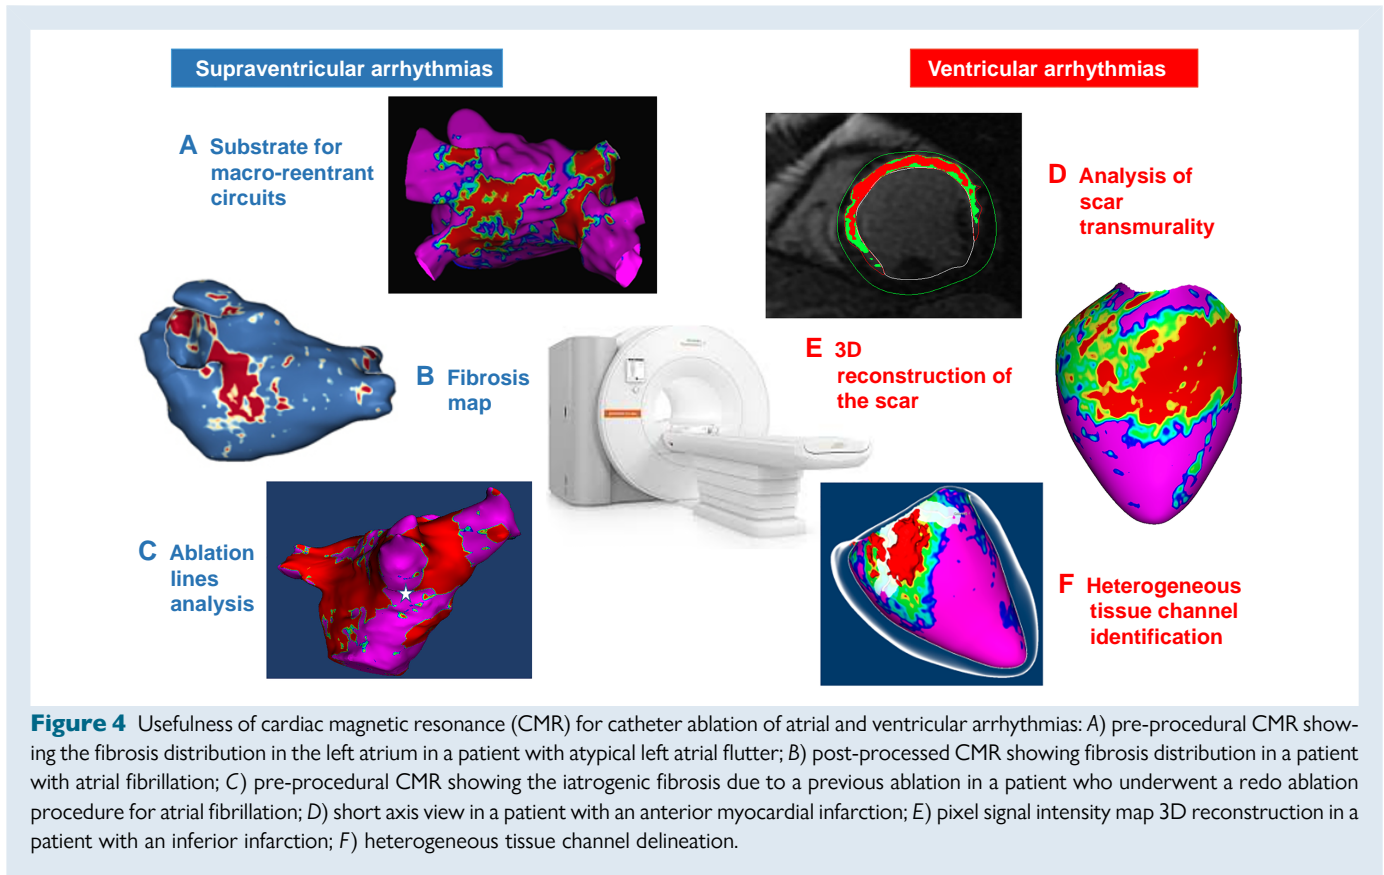 Supraventricular arrhythmias
Ventricular arrhythmias
A Substrate for
macro-reentrant
circuits
D Analysis of
scar
transmurality
B Fibrosis
map
E 3D
reconstruction of
the scar
C Ablation
lines
analysis
F Heterogeneous
tissue channel
identification
Figure 4 Usefulness of cardiac magnetic resonance (CMR) for catheter ablation of atrial and ventricular arrhythmias: A) pre-procedural CMR show-
ing the fibrosis distribution in the left atrium in a patient with atypical left atrial flutter; B) post-processed CMR showing fibrosis distribution in a patient
with atrial fibrillation; C) pre-procedural CMR showing the iatrogenic fibrosis due to a previous ablation in a patient who underwent a redo ablation
procedure for atrial fibrillation; D) short axis view in a patient with an anterior myocardial infarction; E) pixel signal intensity map 3D reconstruction in a
patient with an inferior infarction; F) heterogeneous tissue channel delineation.